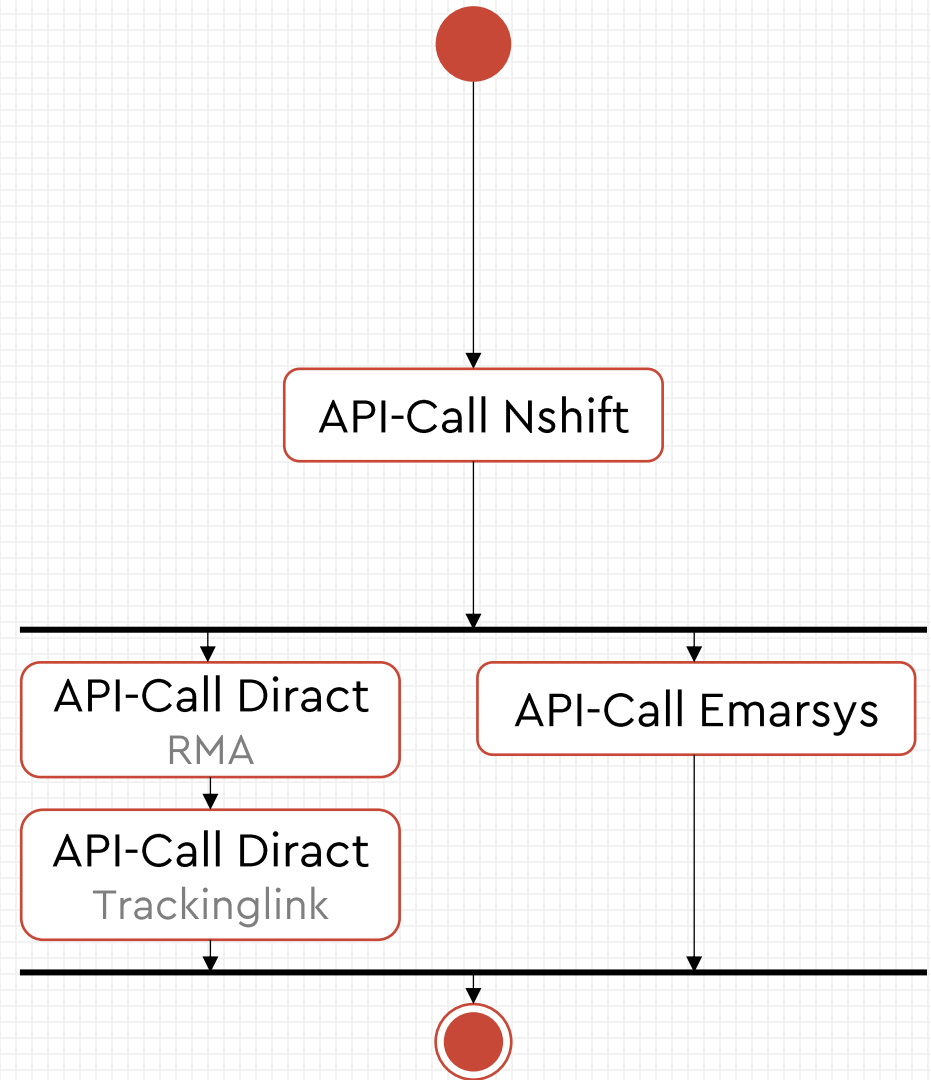 API-Call Nshift
API-Call Diract
RMA
API-Call Emarsys
API-Call Diract
Trackinglink